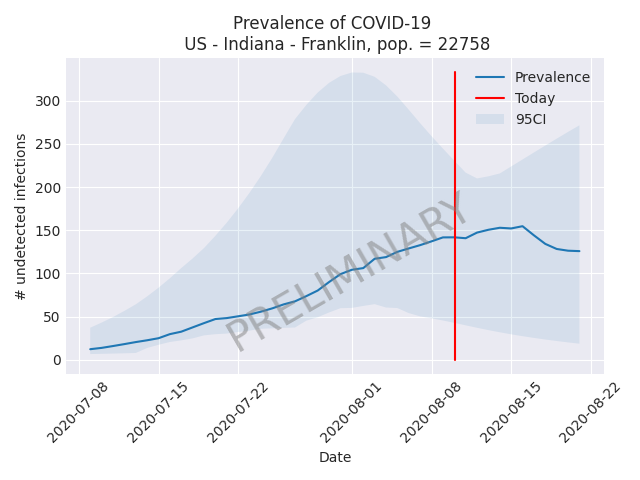 Prevalence of COVID-19
US - Indiana - Franklin, pop. = 22758
# undetected infections
300
250
200
150
100
50
0
Prevalence
Today
95CI
PRELIMINARY
2020-07-08
2020-07-15
2020-07-22
2020-08-01
2020-08-08
2020-08-15
2020-08-22
Date